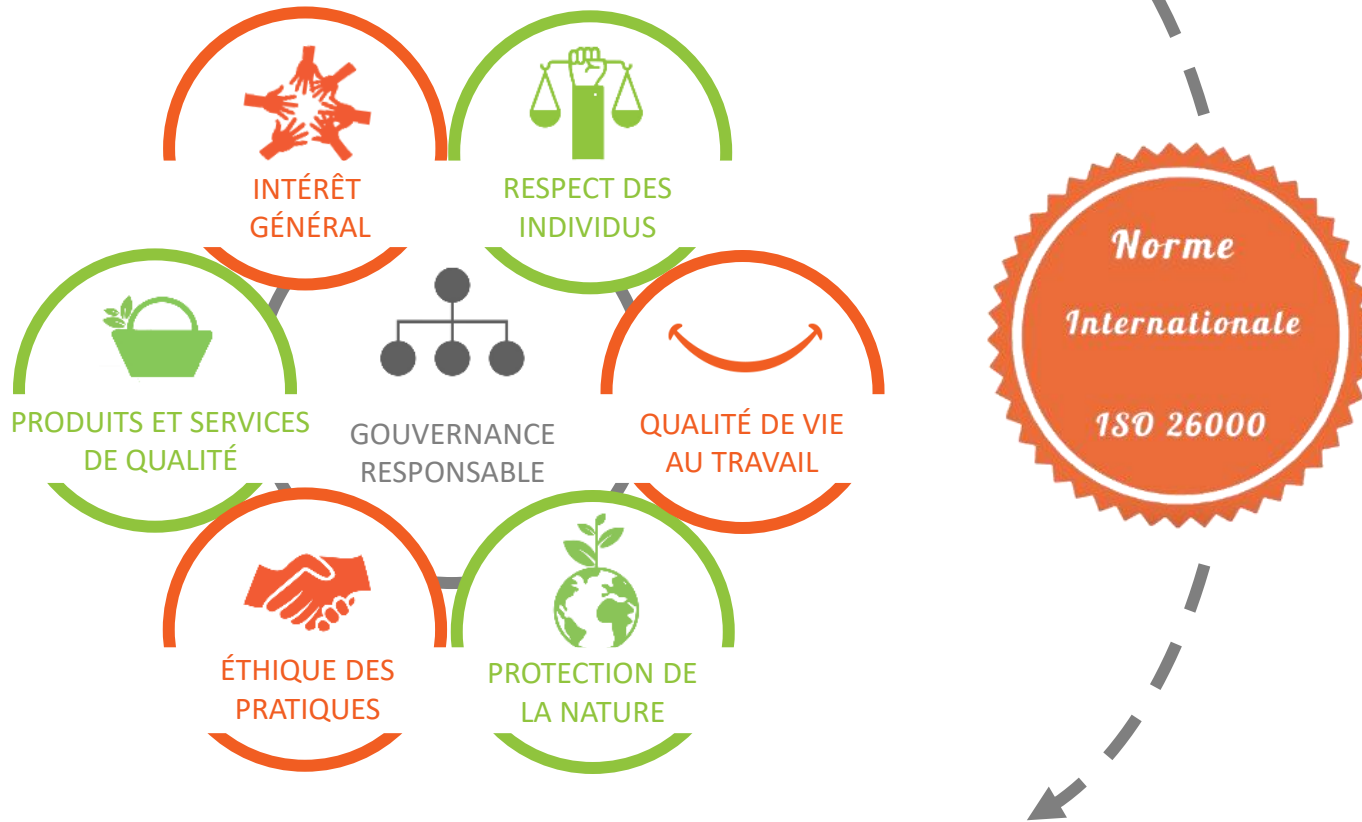 INTÉRÊT
GÉNÉRAL
RESPECT DES
INDIVIDUS
PRODUITS ET SERVICES
DE QUALITÉ
GOUVERNANCE
RESPONSABLE
QUALITÉ DE VIE
AU TRAVAIL
ÉTHIQUE DES
PRATIQUES
PROTECTION DE
LA NATURE
Norme
Internationale
ISO 26000